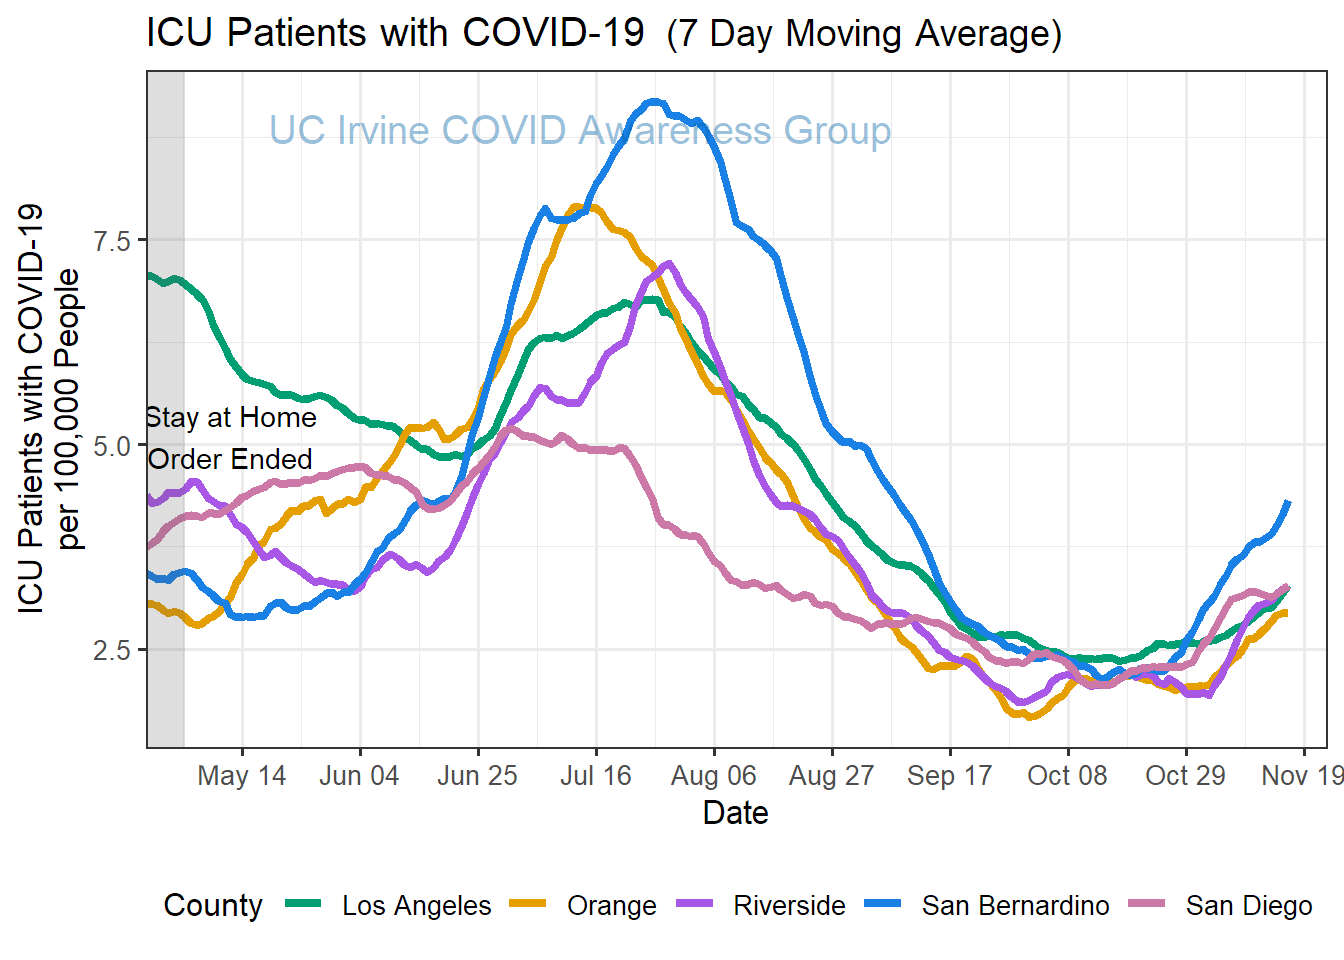 ICU Patients with COVID-19 (7 Day Moving Average)
UC Irvine COVID Awareness Group
ICU Patients with COVID-19
per 100,000 People
7.5
5.0
2.5
Stay at Home
Order Ended
May 14 Jun 04 Jun 25 Jul 16 Aug 06 Aug 27 Sep 17 Oct 08 Oct 29 Nov 19
Date
County Los Angeles Orange Riverside San Bernardino San Diego